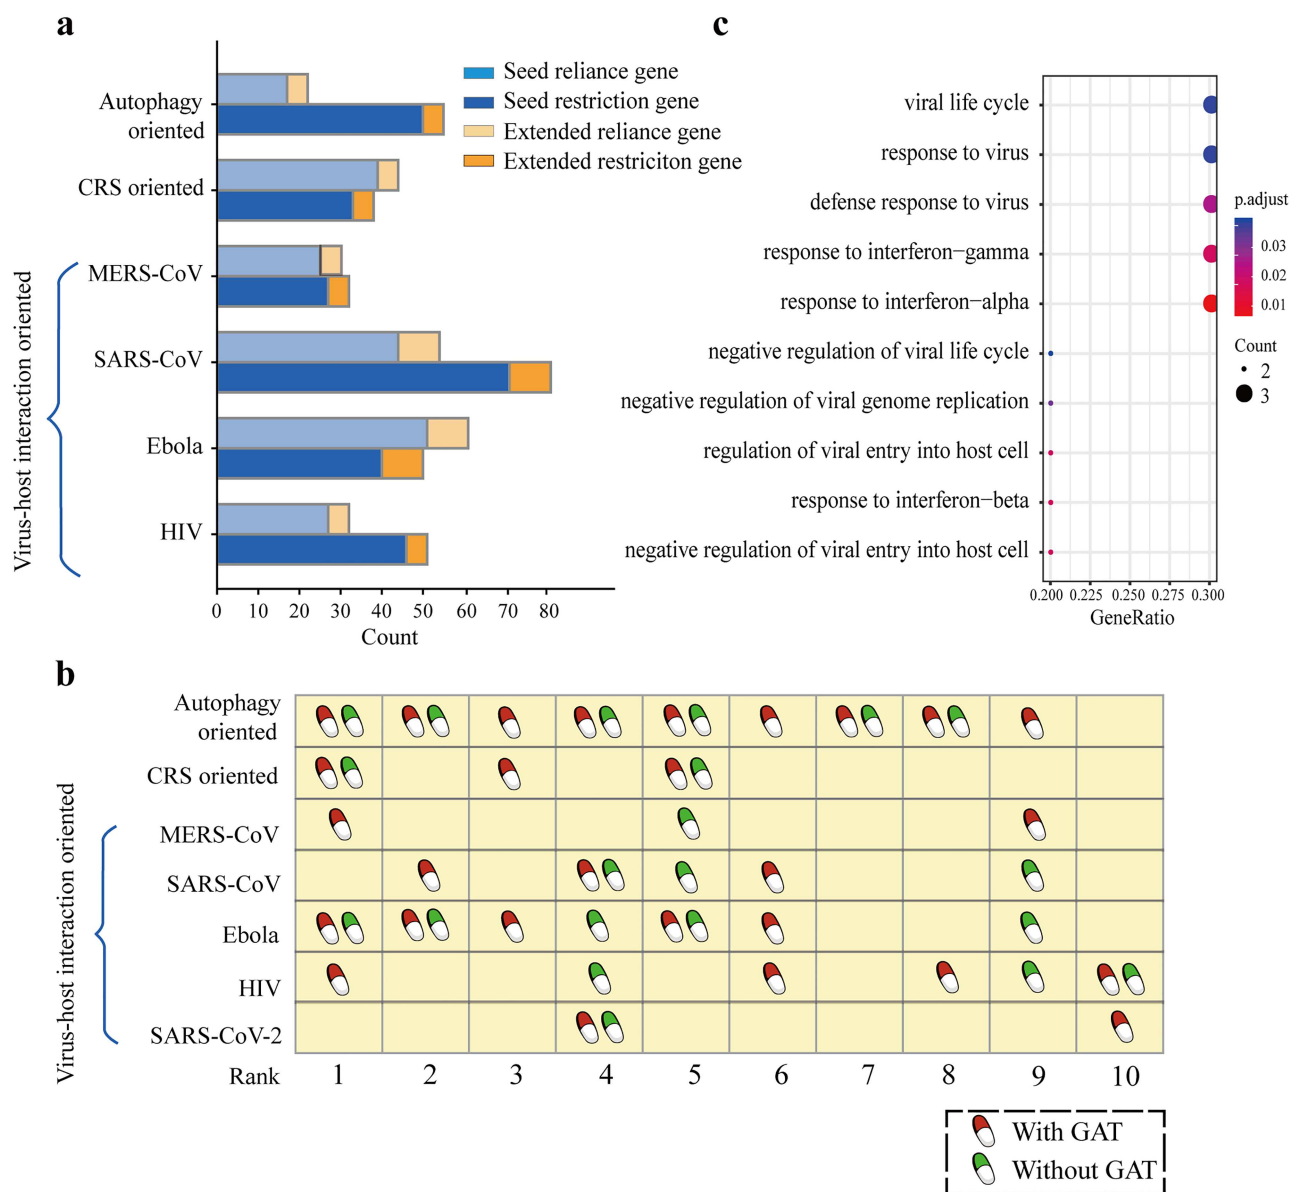 a
Autophagy
oriented
CRS oriented
MERS-CoV
SARS-CoV
Ebola
HIV
Virus-host interaction oriented
0 10 20 30 40 50 60 70 80
Count
Seed reliance gene
Seed restriction gene
Extended reliance gene
Extended restriciton gene
c
viral life cycle
response to virus
defense response to virus
response to interferon−gamma
response to interferon−alpha
negative regulation of viral life cycle
negative regulation of viral genome replication
regulation of viral entry into host cell
response to interferon−beta
negative regulation of viral entry into host cell
0.200 0.225 0.250 0.275 0.300
GeneRatio
p.adjust
0.03
0.02
0.01
Count
2
3
b
Autophagy
oriented
CRS oriented
MERS-CoV
SARS-CoV
Ebola
HIV
SARS-CoV-2
Virus-host interaction oriented
Rank 1 2 3 4 5 6 7 8 9 10
With GAT
Without GAT